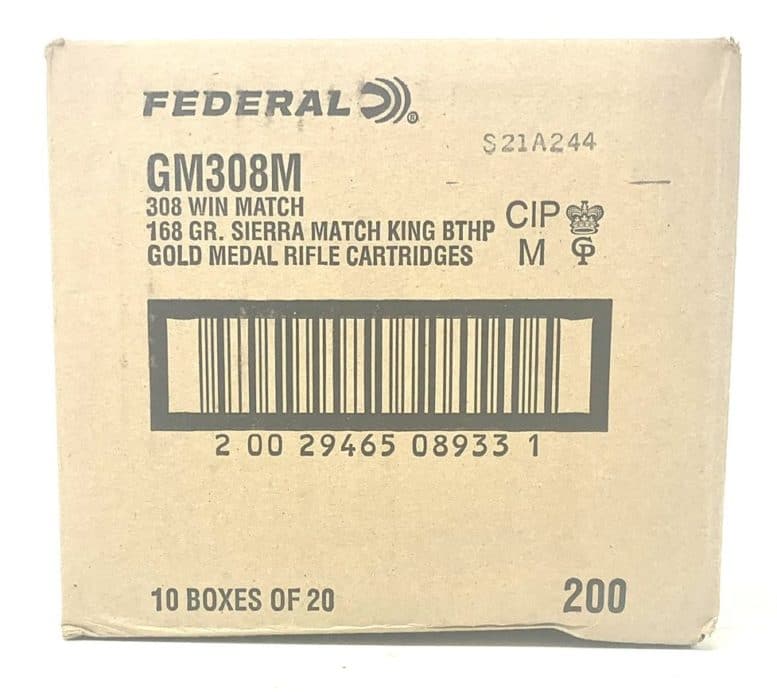 FEDERAL®
S21A244
GM308M
308 WIN MATCH
168 GR. SIERRA MATCH KING BTHP
GOLD MEDAL RIFLE CARTRIDGES
CIP
M GP
2 00 29465 08933 1
10 BOXES OF 20
200